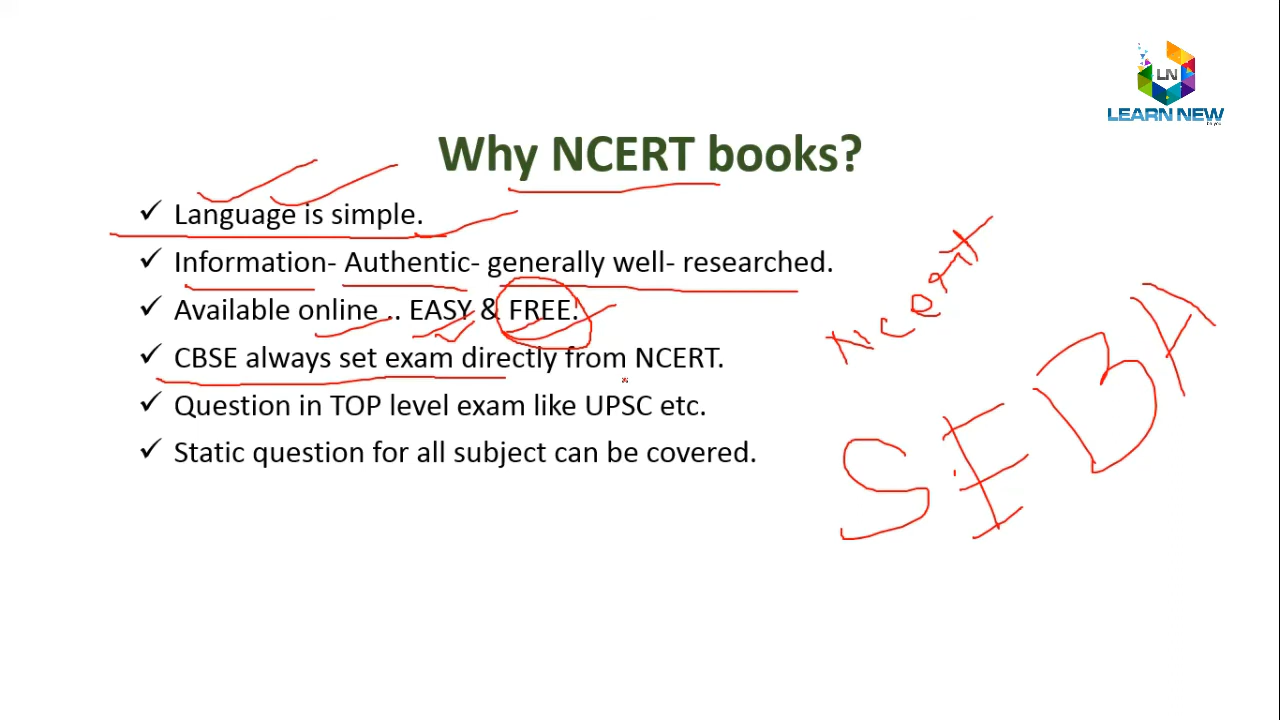 LN
LEARN NEW
Why NCERT books?
✓ Language is simple.
✓ Information- Authentic- generally well- researched.
✓ Available online .. EASY & FREE!
✓ CBSE always set exam directly from NCERT.
✓ Question in TOP level exam like UPSC etc.
✓ Static question for all subject can be covered.
Ncert
SEBA